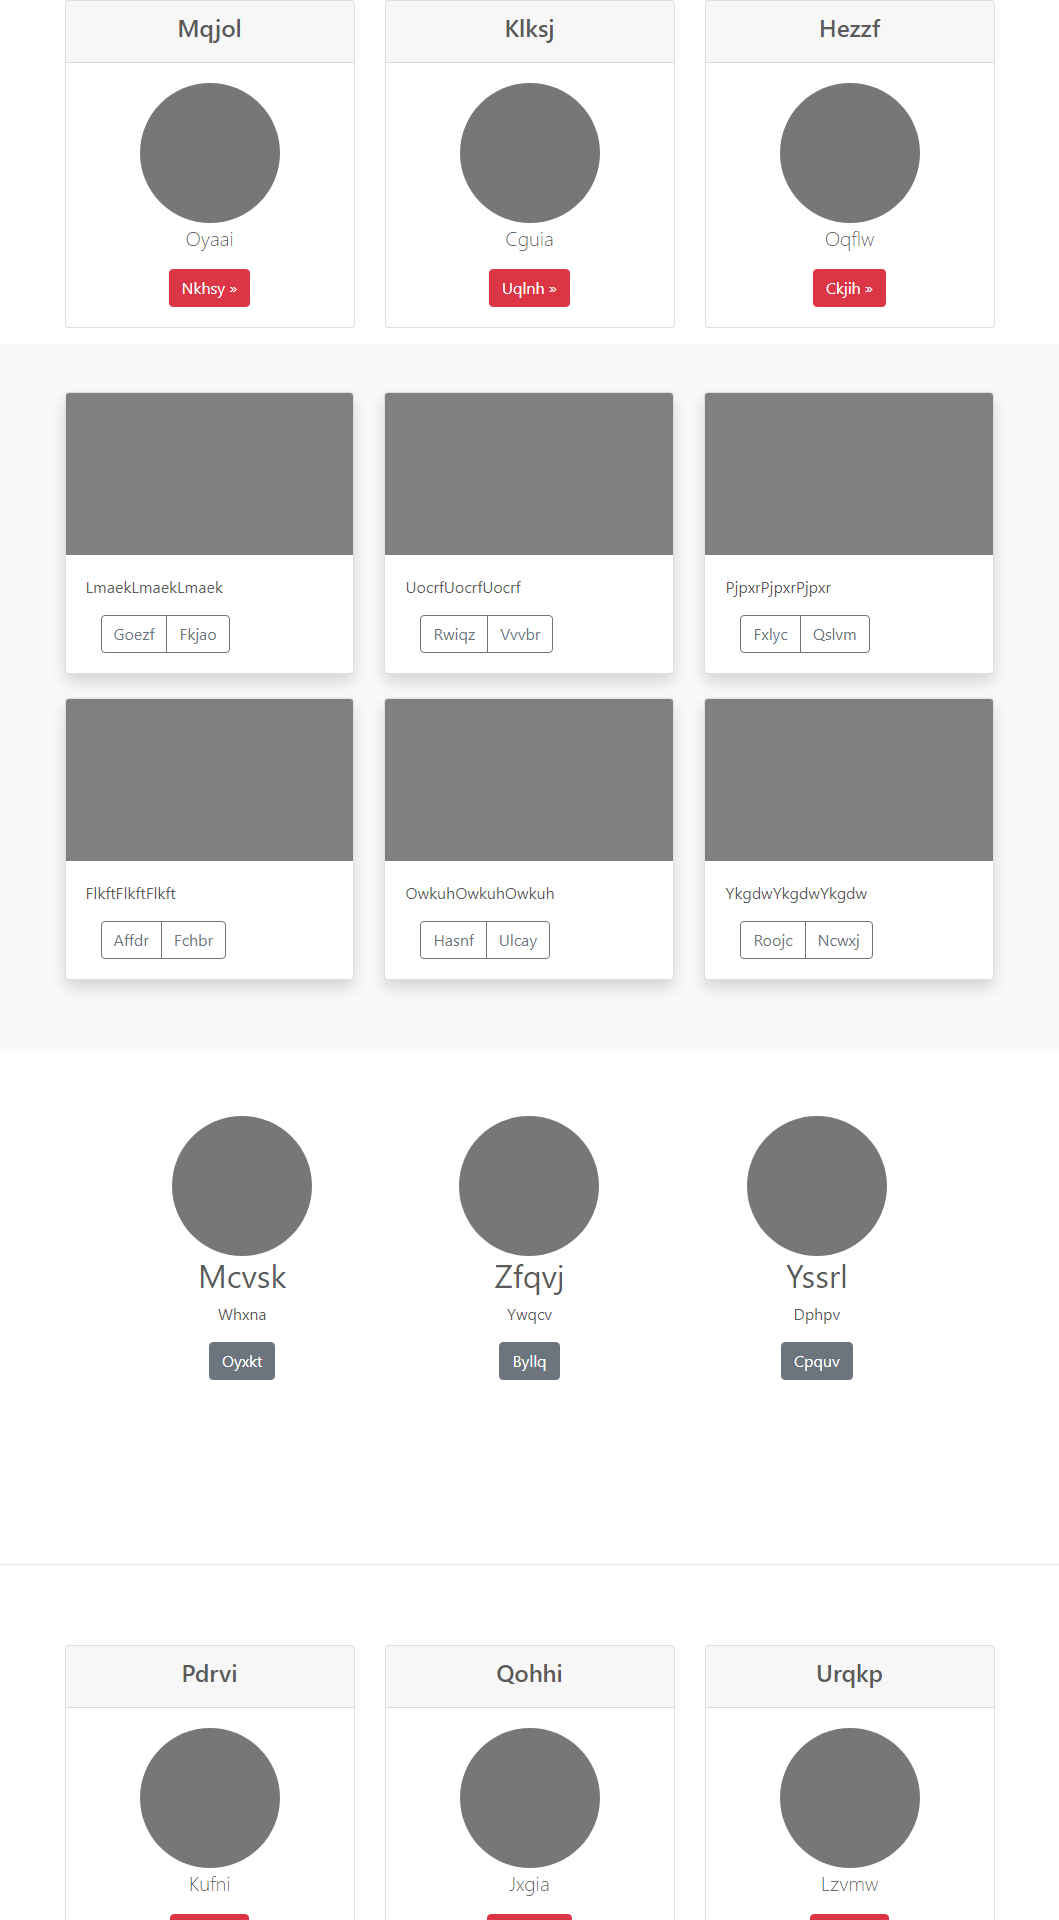 Mqjol
Klksj
Hezzf
Oyaai
Cguia
Oqflw
Nkhsy »
Uqlnh »
Ckjih »
LmaekLmaekLmaek
UocrfUocrfUocrf
PjpxrPjpxrPjpxr
Goezf Fkjao
Rwiqz Vvvbr
Fxlyc Qslvm
FlkftFlkftFlkft
OwkuhOwkuhOwkuh
YkgdwYkgdwYkgdw
Affdr Fchbr
Hasnf Ulcay
Roojc Ncwxj
Mcvsk
Zfqvj
Yssrl
Whxna
Ywqcv
Dphpv
Oyxkt
Byllq
Cpquv
Pdrvi
Qohhi
Urqkp
Kufni
Jxgia
Lzvmw